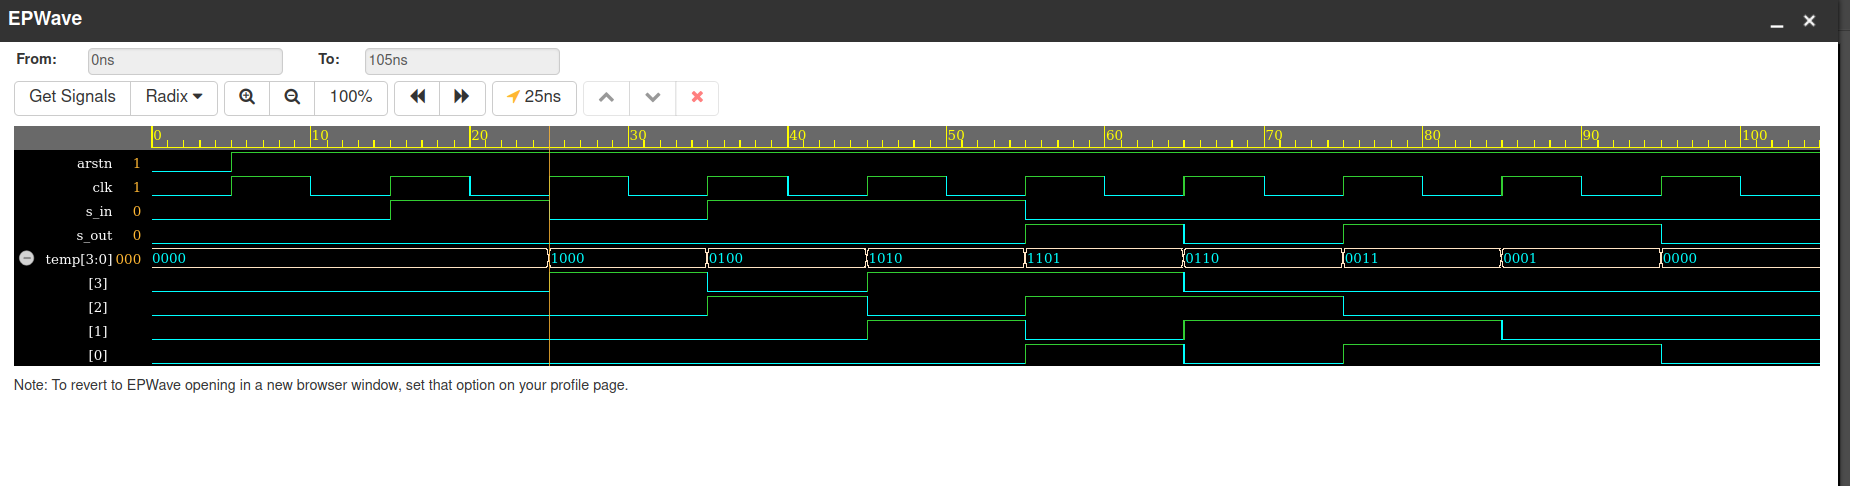 EPWave
From: 0ns To: 105ns
Get Signals Radix 100% 25ns
0 10 20 30 40 50 60 70 80 90 100
arstn 1
clk 1
s_in 0
s_out 0
temp[3:0] 000 0000 1000 0100 1010 1101 0110 0011 0001 0000
[3]
[2]
[1]
[0]
Note: To revert to EPWave opening in a new browser window, set that option on your profile page.